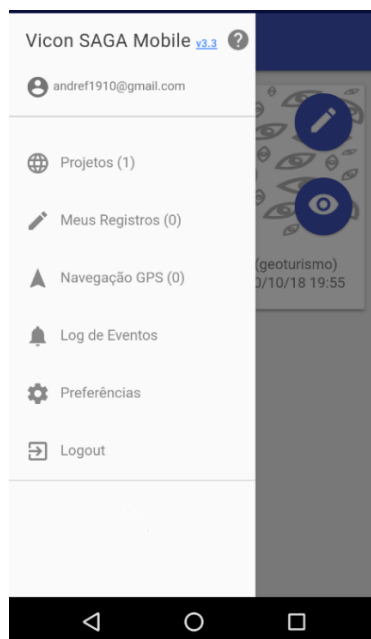 Vicon SAGA Mobile v3.3 ?
andref1910@gmail.com
Projetos (1)
Meus Registros (0)
Navegação GPS (0)
(geoturismo)
0/10/18 19:55
Log de Eventos
Preferências
Logout